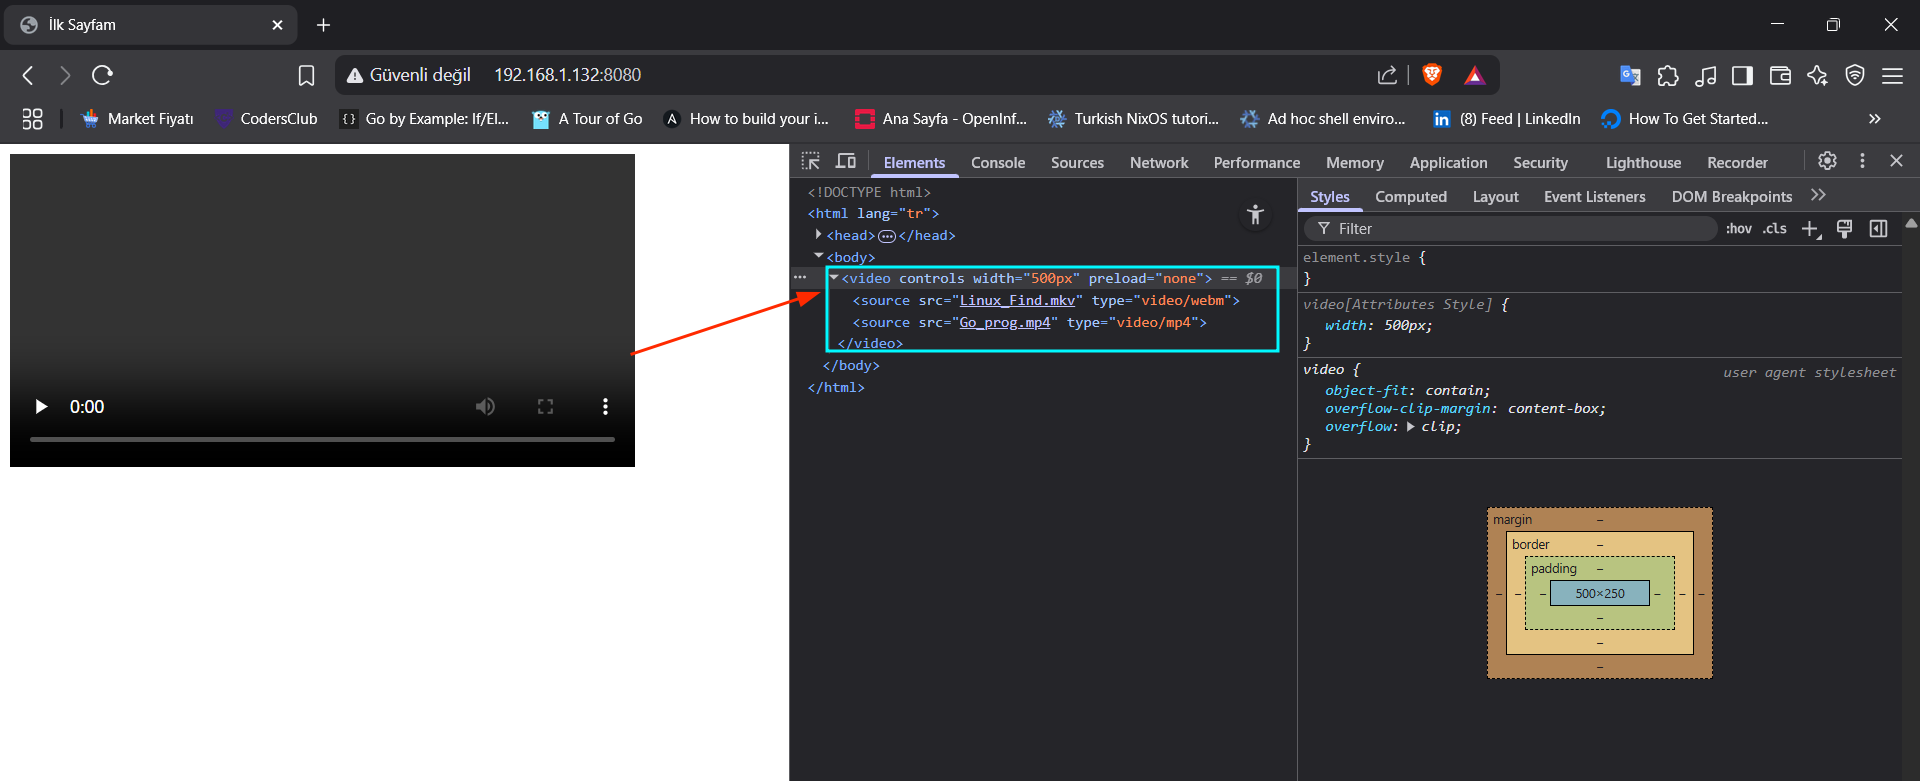 İlk Sayfam
Güvenli değil 192.168.1.132:8080
Market Fiyatı CodersClub Go by Example: If/El... A Tour of Go How to build your i... Ana Sayfa - OpenInf... Turkish NixOS tutori... Ad hoc shell enviro... (8) Feed | LinkedIn How To Get Started...
Elements Console Sources Network Performance Memory Application Security Lighthouse Recorder
<!DOCTYPE html>
<html lang="tr">
<head>…</head>
<body>
<video controls width="500px" preload="none"> == $0
<source src="Linux_Find.mkv" type="video/webm">
<source src="Go_prog.mp4" type="video/mp4">
</video>
</body>
</html>
0:00
Styles Computed Layout Event Listeners DOM Breakpoints
Filter :hov .cls
element.style {
}
video[Attributes Style] {
width: 500px;
}
video { user agent stylesheet
object-fit: contain;
overflow-clip-margin: content-box;
overflow: clip;
}
margin –
border –
padding –
– – – 500×250 – – –
–
–
–